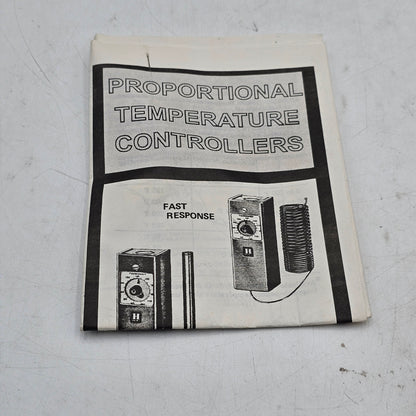 PROPORTIONAL
TEMPERATURE
CONTROLLERS
FAST
RESPONSE